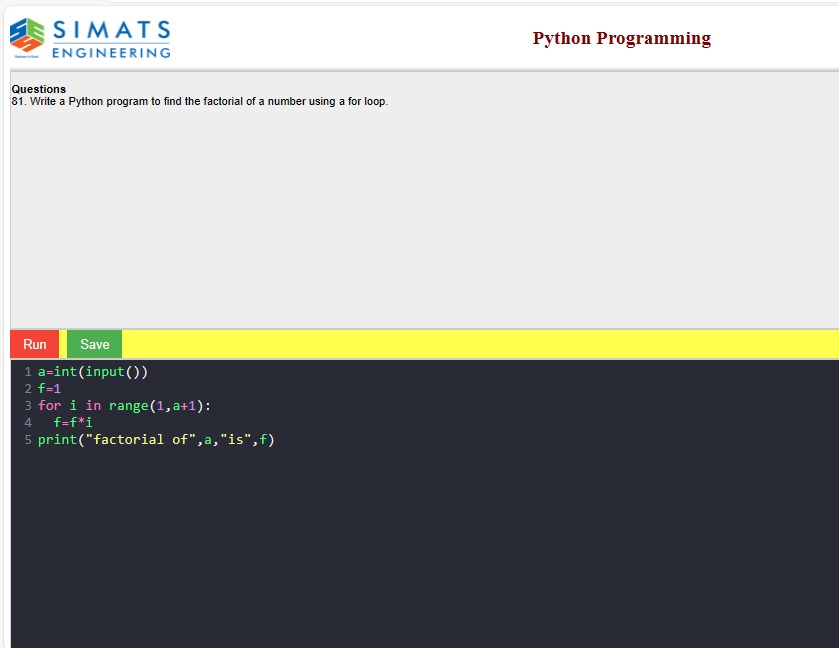 SIMATS
ENGINEERING
Python Programming
Questions
81. Write a Python program to find the factorial of a number using a for loop.
Run Save
1 a=int(input())
2 f=1
3 for i in range(1,a+1):
4   f=f*i
5 print("factorial of",a,"is",f)